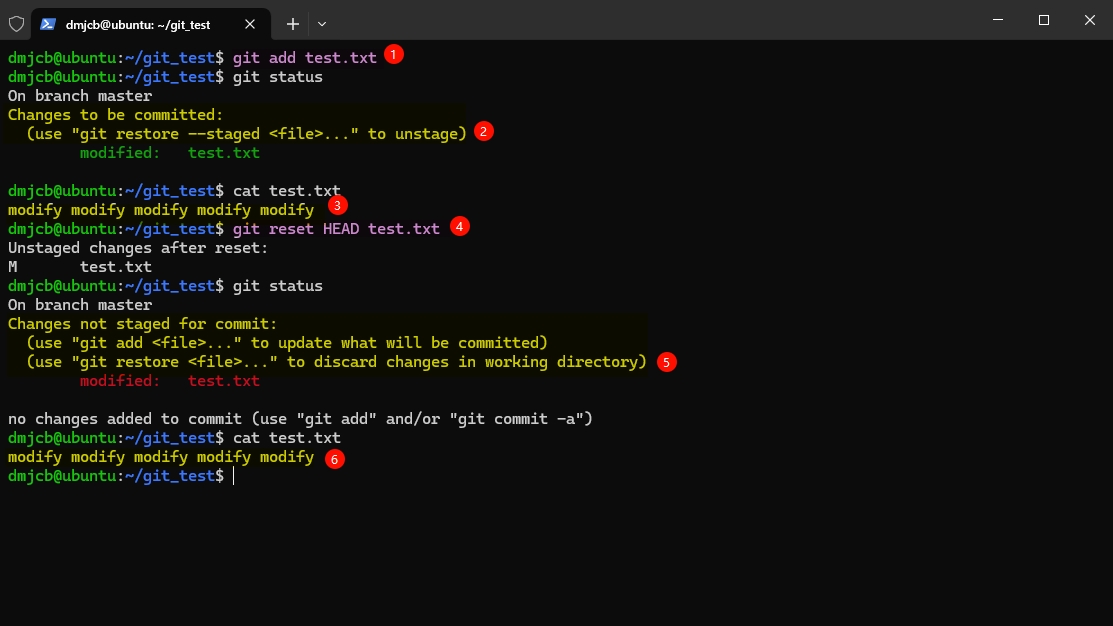 dmjcb@ubuntu: ~/git_test
dmjcb@ubuntu:~/git_test$ git add test.txt 1
dmjcb@ubuntu:~/git_test$ git status
On branch master
Changes to be committed:
  (use "git restore --staged <file>..." to unstage) 2
        modified:   test.txt
dmjcb@ubuntu:~/git_test$ cat test.txt
modify modify modify modify modify 3
dmjcb@ubuntu:~/git_test$ git reset HEAD test.txt 4
Unstaged changes after reset:
M       test.txt
dmjcb@ubuntu:~/git_test$ git status
On branch master
Changes not staged for commit:
  (use "git add <file>..." to update what will be committed)
  (use "git restore <file>..." to discard changes in working directory) 5
        modified:   test.txt
no changes added to commit (use "git add" and/or "git commit -a")
dmjcb@ubuntu:~/git_test$ cat test.txt
modify modify modify modify modify 6
dmjcb@ubuntu:~/git_test$